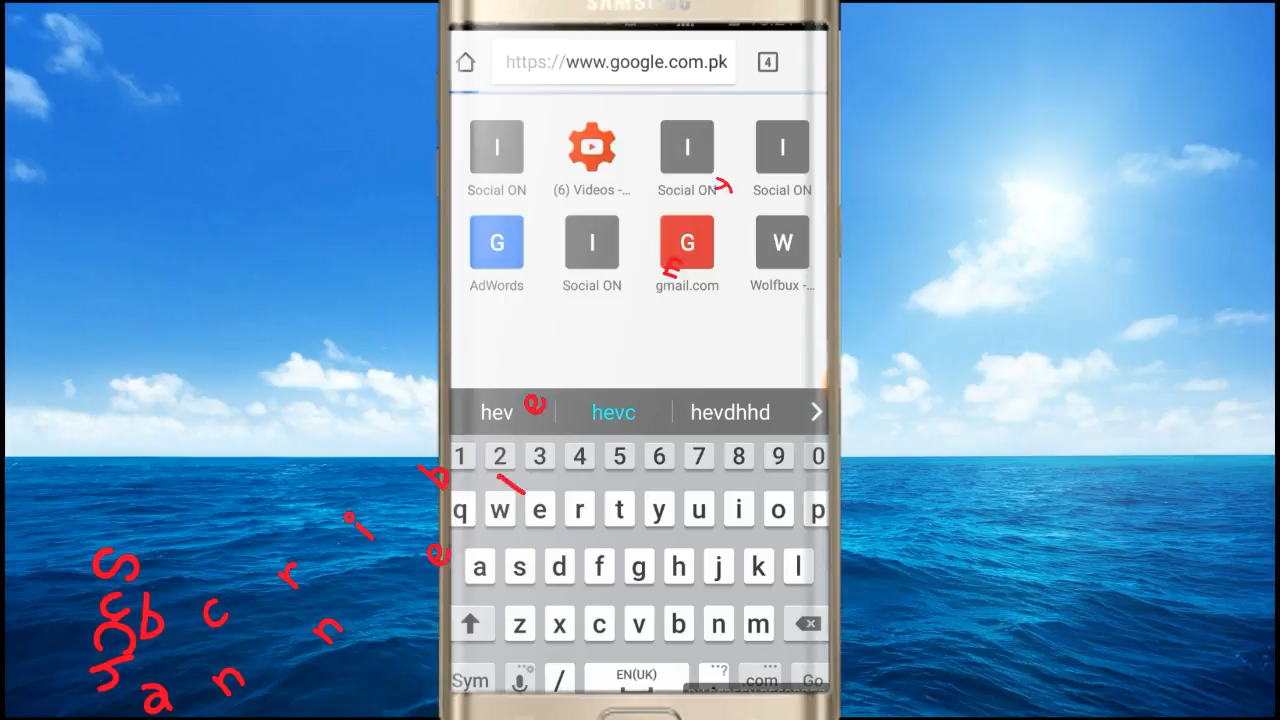 SAMSUNG
https://www.google.com.pk 4
I I I
Social ON (6) Videos -... Social ON Social ON
G I G W
AdWords Social ON gmail.com Wolfbux -...
hev hevc hevdhhd
1 2 3 4 5 6 7 8 9 0
q w e r t y u i o p
a s d f g h j k l
z x c v b n m
Sym / EN(UK) .com Go
y
m
e
b l
i
e
S
r
u b c
C n
h a n